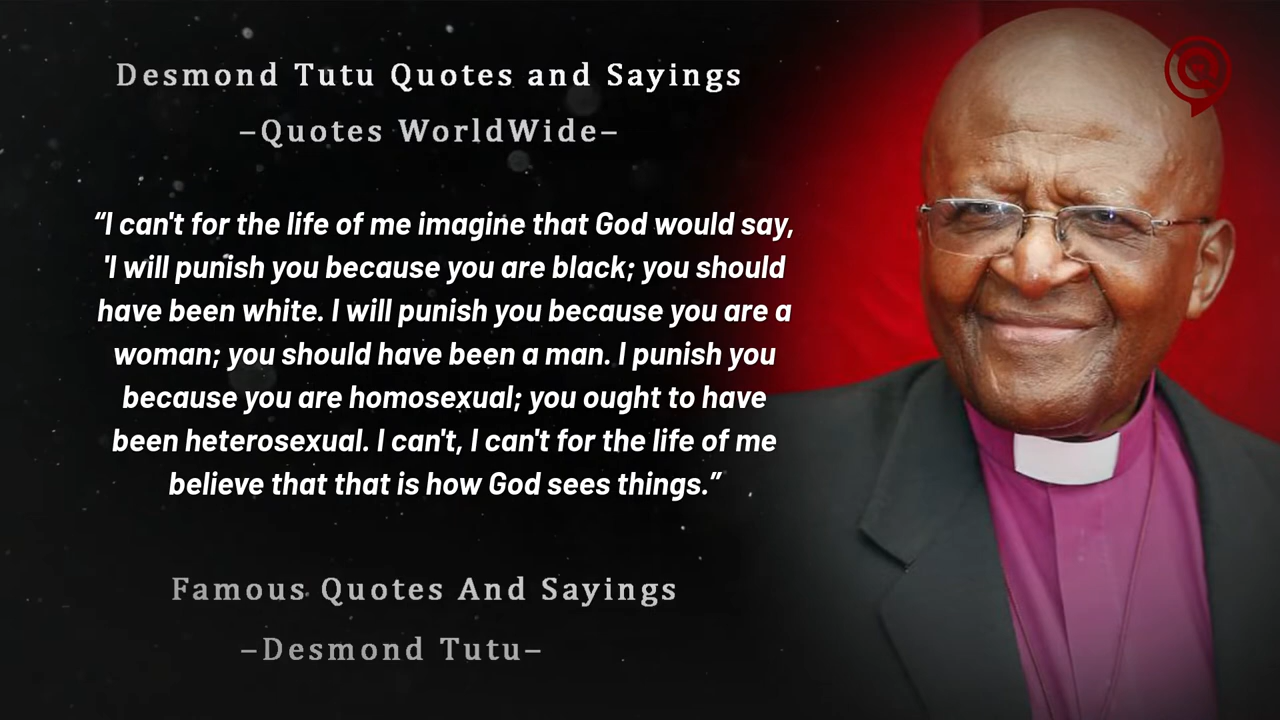 Desmond Tutu Quotes and Sayings
–Quotes WorldWide–
“I can't for the life of me imagine that God would say,
'I will punish you because you are black; you should
have been white. I will punish you because you are a
woman; you should have been a man. I punish you
because you are homosexual; you ought to have
been heterosexual. I can't, I can't for the life of me
believe that that is how God sees things.”
Famous Quotes And Sayings
–Desmond Tutu–